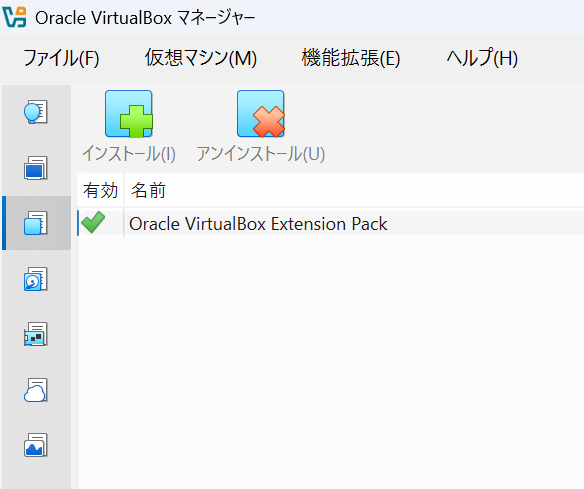 Oracle VirtualBox マネージャー
ファイル(F) 仮想マシン(M) 機能拡張(E) ヘルプ(H)
インストール(I) アンインストール(U)
有効 名前
Oracle VirtualBox Extension Pack